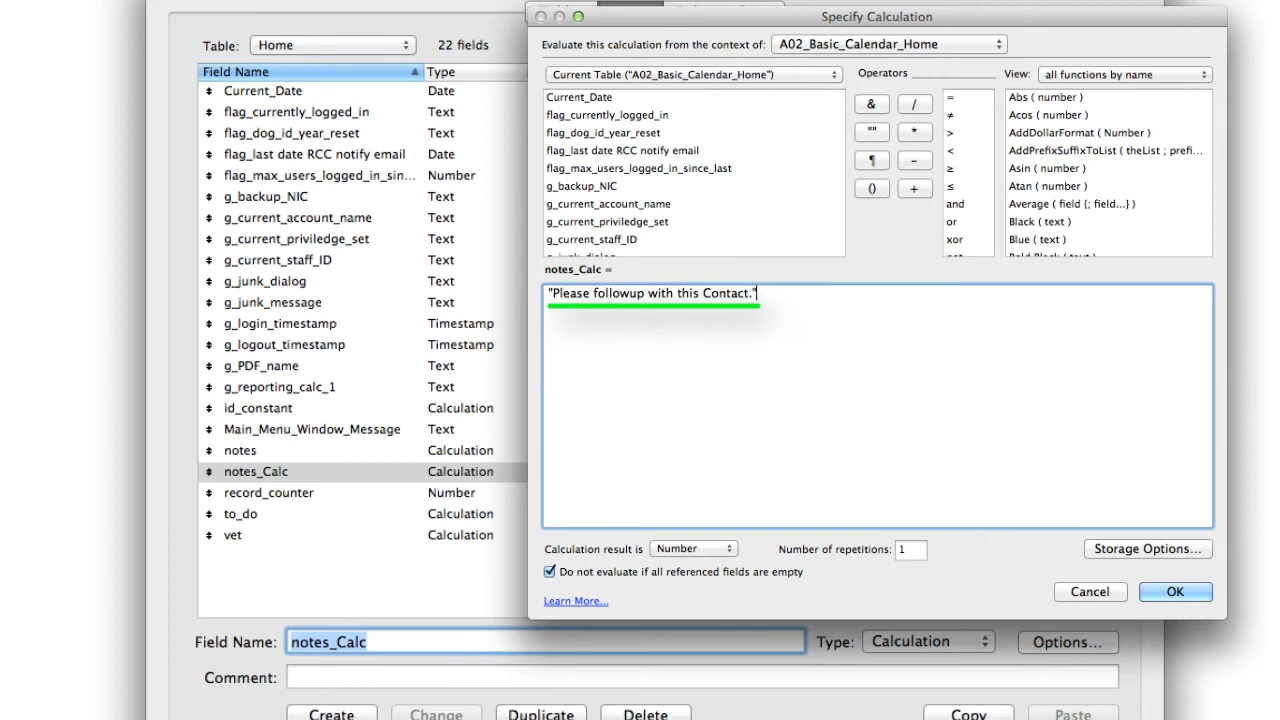 Specify Calculation
Table: Home 22 fields
Evaluate this calculation from the context of: A02_Basic_Calendar_Home
Field Name Type
Current_Date Date
flag_currently_logged_in Text
flag_dog_id_year_reset Text
flag_last date RCC notify email Date
flag_max_users_logged_in_sin... Number
g_backup_NIC Text
g_current_account_name Text
g_current_priviledge_set Text
g_current_staff_ID Text
g_junk_dialog Text
g_junk_message Text
g_login_timestamp Timestamp
g_logout_timestamp Timestamp
g_PDF_name Text
g_reporting_calc_1 Text
id_constant Calculation
Main_Menu_Window_Message Text
notes Calculation
notes_Calc Calculation
record_counter Number
to_do Calculation
vet Calculation
Current Table ("A02_Basic_Calendar_Home")
Current_Date
flag_currently_logged_in
flag_dog_id_year_reset
flag_last date RCC notify email
flag_max_users_logged_in_since_last
g_backup_NIC
g_current_account_name
g_current_priviledge_set
g_current_staff_ID
Operators
& /
"" *
¶ -
() +
=
≠
>
<
≥
≤
and
or
xor
View: all functions by name
Abs ( number )
Acos ( number )
AddDollarFormat ( Number )
AddPrefixSuffixToList ( theList ; prefi...
Asin ( number )
Atan ( number )
Average ( field {; field...} )
Black ( text )
Blue ( text )
notes_Calc =
"Please followup with this Contact."
Calculation result is Number Number of repetitions: 1 Storage Options...
Do not evaluate if all referenced fields are empty
Learn More... Cancel OK
Field Name: notes_Calc Type: Calculation Options...
Comment:
Create Change Duplicate Delete Copy Paste